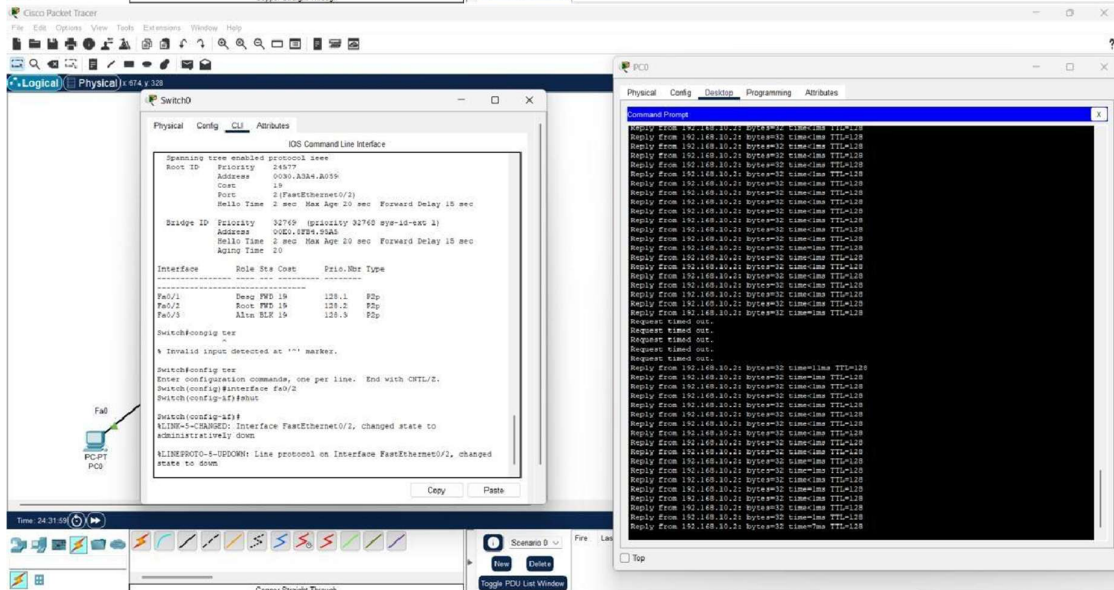 Cisco Packet Tracer
File Edit Options View Tools Extensions Window Help
Logical Physical x: 674, y: 328
Switch0
Physical Config CLI Attributes
IOS Command Line Interface
Spanning tree enabled protocol ieee
Root ID Priority 24577
Address
Cost 19
Port 2(FastEthernet0/2)
Hello Time 2 sec Max Age 20 sec Forward Delay 15 sec
Bridge ID Priority 32769 (priority 32768 sys-id-ext 1)
Address
Hello Time 2 sec Max Age 20 sec Forward Delay 15 sec
Aging Time 20
Interface Role Sts Cost Prio.Nbr Type
---------------- ---- --- --------- --------
--------------------------------
Fa0/1 Desg FWD 19 128.1 P2p
Fa0/2 Root FWD 19 128.2 P2p
Fa0/3 Altn BLK 19 128.3 P2p
Switch#congig ter
^
% Invalid input detected at '^' marker.
Switch#config ter
Enter configuration commands, one per line. End with CNTL/Z.
Switch(config)#interface fa0/2
Switch(config-if)#shut
Switch(config-if)#
%LINK-5-CHANGED: Interface FastEthernet0/2, changed state to
administratively down
%LINEPROTO-5-UPDOWN: Line protocol on Interface FastEthernet0/2, changed
state to down
Copy Paste
Fa0
PC-PT
PC0
Time: 24:31:59
Scenario 0
Fire Las
New Delete
Toggle PDU List Window
Copper Straight-Through
PC0
Physical Config Desktop Programming Attributes
Command Prompt X
Reply from 192.168.10.2: bytes=32 time<1ms TTL=128
Reply from 192.168.10.2: bytes=32 time<1ms TTL=128
Reply from 192.168.10.2: bytes=32 time<1ms TTL=128
Reply from 192.168.10.2: bytes=32 time<1ms TTL=128
Reply from 192.168.10.2: bytes=32 time<1ms TTL=128
Reply from 192.168.10.2: bytes=32 time<1ms TTL=128
Reply from 192.168.10.2: bytes=32 time<1ms TTL=128
Reply from 192.168.10.2: bytes=32 time<1ms TTL=128
Reply from 192.168.10.2: bytes=32 time<1ms TTL=128
Reply from 192.168.10.2: bytes=32 time<1ms TTL=128
Reply from 192.168.10.2: bytes=32 time<1ms TTL=128
Reply from 192.168.10.2: bytes=32 time<1ms TTL=128
Reply from 192.168.10.2: bytes=32 time=1ms TTL=128
Reply from 192.168.10.2: bytes=32 time<1ms TTL=128
Reply from 192.168.10.2: bytes=32 time<1ms TTL=128
Reply from 192.168.10.2: bytes=32 time<1ms TTL=128
Reply from 192.168.10.2: bytes=32 time<1ms TTL=128
Reply from 192.168.10.2: bytes=32 time<1ms TTL=128
Reply from 192.168.10.2: bytes=32 time<1ms TTL=128
Reply from 192.168.10.2: bytes=32 time<1ms TTL=128
Reply from 192.168.10.2: bytes=32 time<1ms TTL=128
Request timed out.
Request timed out.
Request timed out.
Request timed out.
Request timed out.
Reply from 192.168.10.2: bytes=32 time=11ms TTL=128
Reply from 192.168.10.2: bytes=32 time<1ms TTL=128
Reply from 192.168.10.2: bytes=32 time<1ms TTL=128
Reply from 192.168.10.2: bytes=32 time<1ms TTL=128
Reply from 192.168.10.2: bytes=32 time<1ms TTL=128
Reply from 192.168.10.2: bytes=32 time<1ms TTL=128
Reply from 192.168.10.2: bytes=32 time<1ms TTL=128
Reply from 192.168.10.2: bytes=32 time<1ms TTL=128
Reply from 192.168.10.2: bytes=32 time=1ms TTL=128
Reply from 192.168.10.2: bytes=32 time<1ms TTL=128
Reply from 192.168.10.2: bytes=32 time=1ms TTL=128
Reply from 192.168.10.2: bytes=32 time<1ms TTL=128
Reply from 192.168.10.2: bytes=32 time<1ms TTL=128
Reply from 192.168.10.2: bytes=32 time<1ms TTL=128
Reply from 192.168.10.2: bytes=32 time<1ms TTL=128
Reply from 192.168.10.2: bytes=32 time<1ms TTL=128
Reply from 192.168.10.2: bytes=32 time=1ms TTL=128
Reply from 192.168.10.2: bytes=32 time=7ms TTL=128
Top